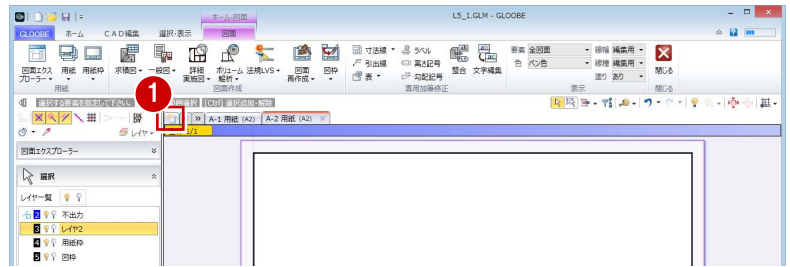 ホーム-図面
L5_1.GLM - GLOOBE
GLOOBE ホーム CAD編集 選択・表示 図面
図面エクスプローラー 用紙 用紙枠 求積図 一般図 詳細 実施図 ボリューム 解析 法規LVS 図面 再作成 図枠
寸法線 ラベル
引出線 高さ記号
表 勾配記号
整合 文字編集
要素 全図面 線幅 編集用
色 ペン色 線種 編集用
塗り あり
閉じる
用紙 図面作成 専用加筆修正 表示 閉じる
選択する要素を指定して下さい。 [Ctrl] 選択追加・解除
1
レイヤ
A-1 用紙 (A2) A-2 用紙 (A2)
1/1
図面エクスプローラー
選択
レイヤ一覧
2 不出力
3 レイヤ2
4 用紙枠
5 図枠